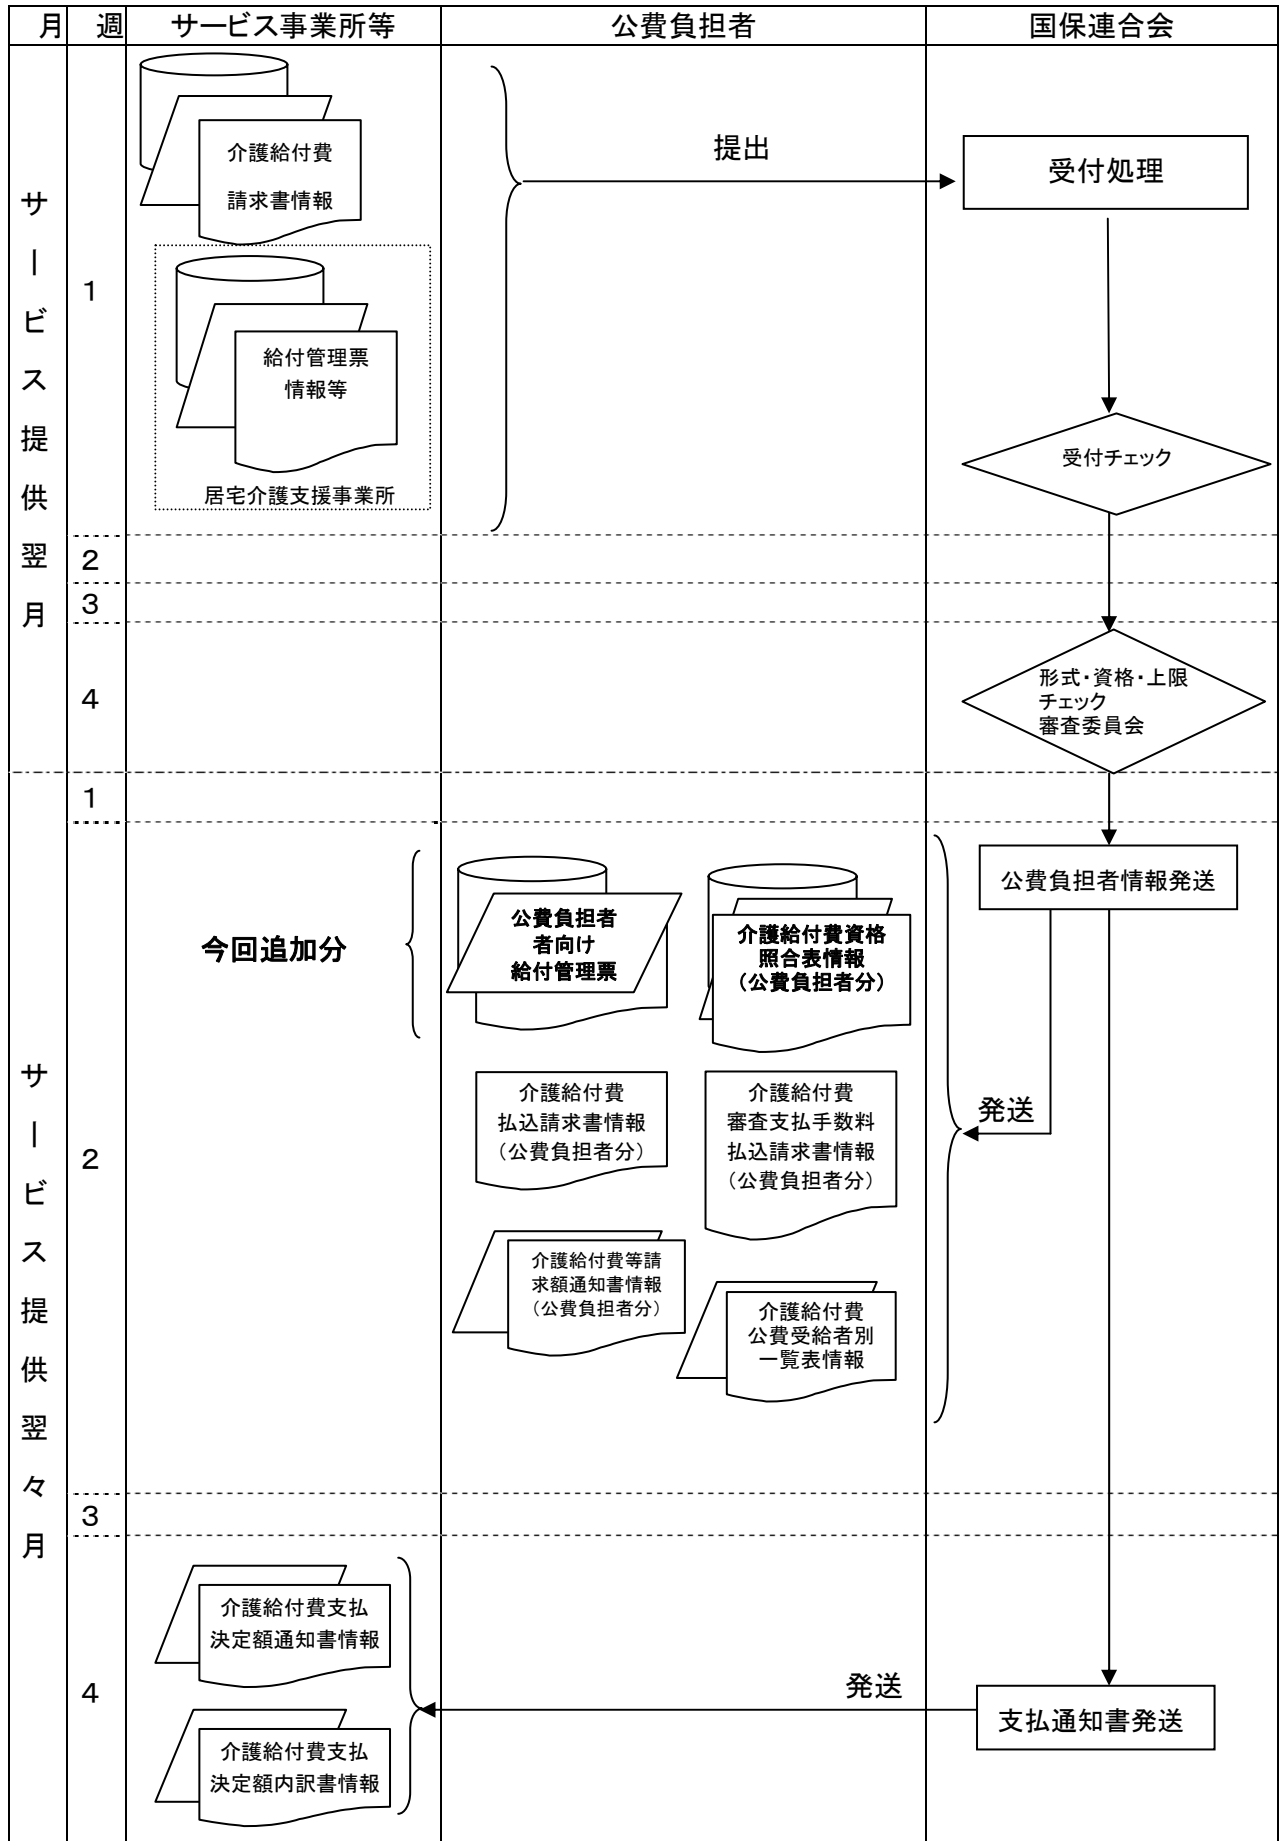 月 週 サービス事業所等 公費負担者 国保連合会
サービス提供翌月
1
介護給付費
請求書情報
給付管理票
情報等
居宅介護支援事業所
提出
受付処理
受付チェック
2
3
4
形式・資格・上限
チェック
審査委員会
サービス提供翌々月
1
2
今回追加分
公費負担者
者向け
給付管理票
介護給付費資格
照合表情報
（公費負担者分）
公費負担者情報発送
介護給付費
払込請求書情報
（公費負担者分）
介護給付費
審査支払手数料
払込請求書情報
（公費負担者分）
発送
介護給付費等請
求額通知書情報
（公費負担者分）
介護給付費
公費受給者別
一覧表情報
3
4
介護給付費支払
決定額通知書情報
介護給付費支払
決定額内訳書情報
発送
支払通知書発送